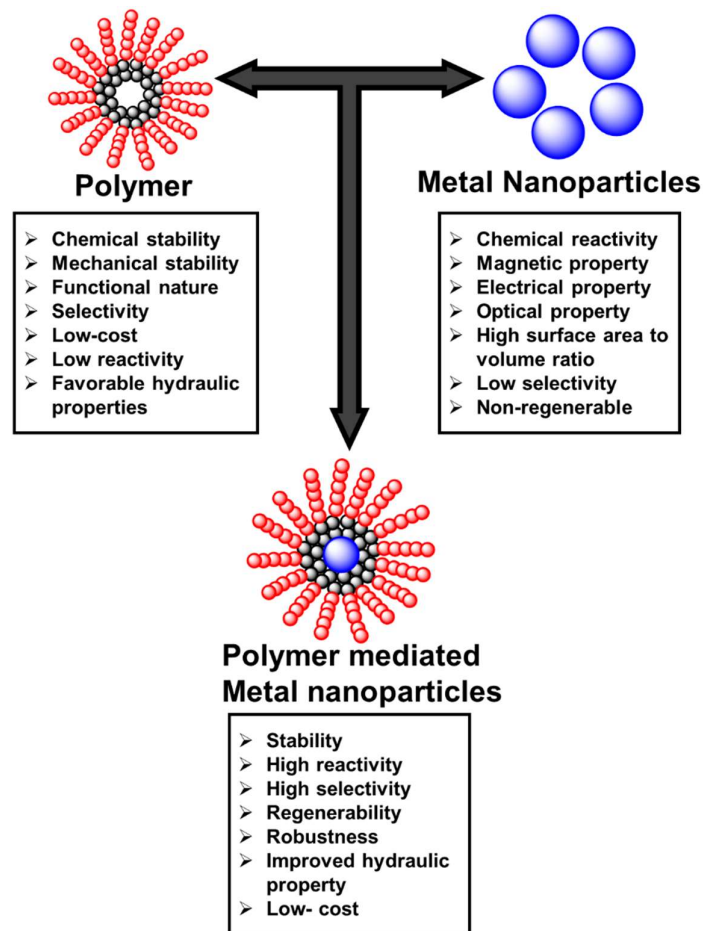 Polymer
Chemical stability
Mechanical stability
Functional nature
Selectivity
Low-cost
Low reactivity
Favorable hydraulic
properties
Metal Nanoparticles
Chemical reactivity
Magnetic property
Electrical property
Optical property
High surface area to
volume ratio
Low selectivity
Non-regenerable
Polymer mediated
Metal nanoparticles
Stability
High reactivity
High selectivity
Regenerability
Robustness
Improved hydraulic
property
Low- cost